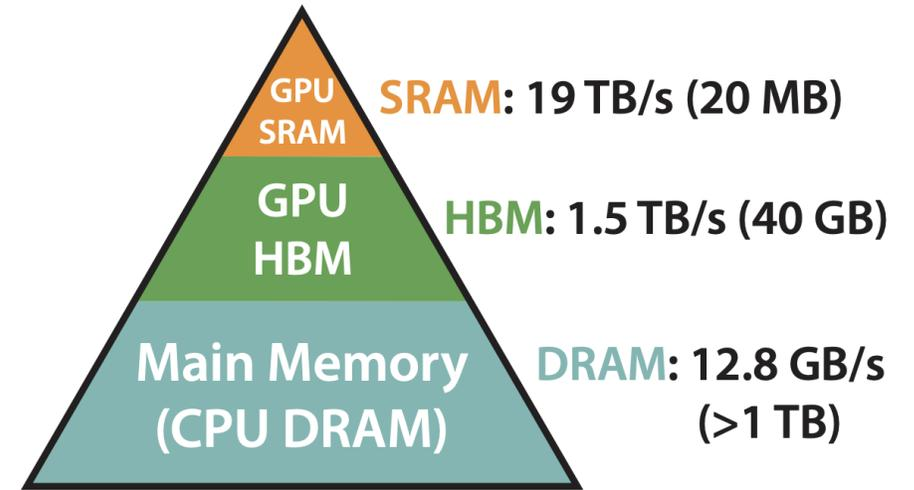 GPU
SRAM
SRAM: 19 TB/s (20 MB)
GPU
HBM
HBM: 1.5 TB/s (40 GB)
Main Memory
(CPU DRAM)
DRAM: 12.8 GB/s
(>1 TB)